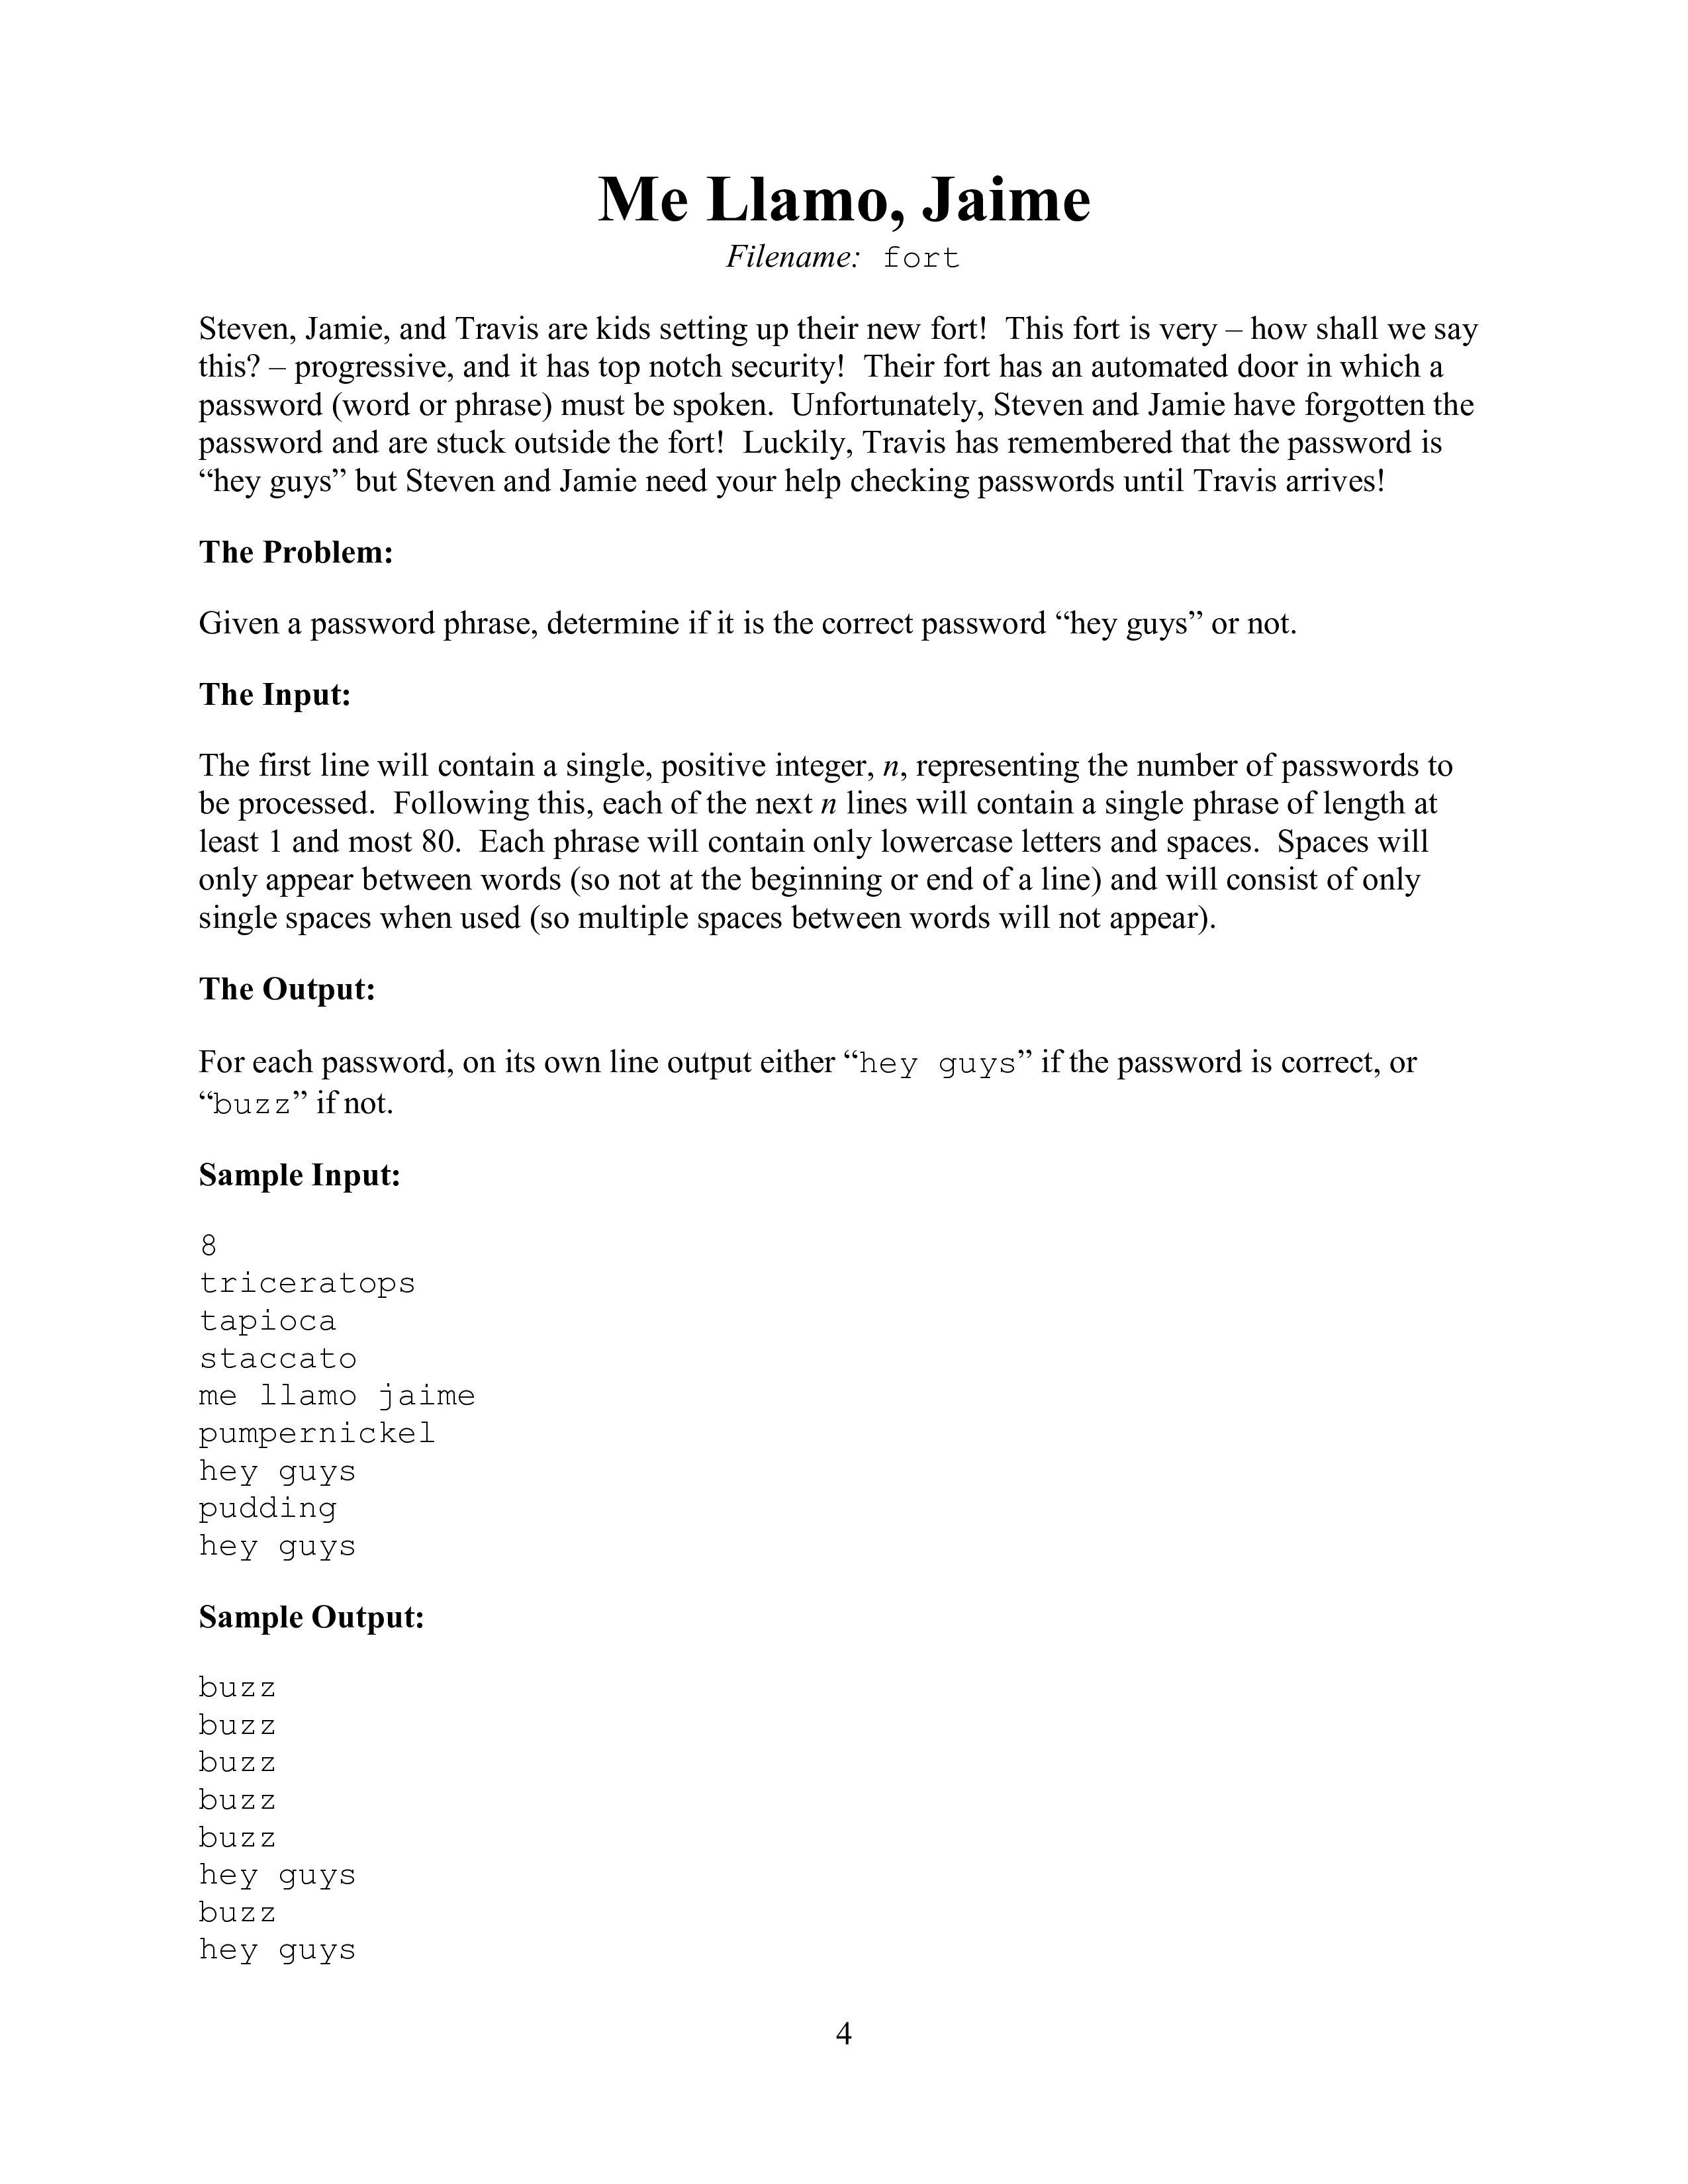 Me Llamo, Jaime
Filename: fort
Steven, Jamie, and Travis are kids setting up their new fort!  This fort is very – how shall we say
this? – progressive, and it has top notch security!  Their fort has an automated door in which a
password (word or phrase) must be spoken.  Unfortunately, Steven and Jamie have forgotten the
password and are stuck outside the fort!  Luckily, Travis has remembered that the password is
“hey guys” but Steven and Jamie need your help checking passwords until Travis arrives!
The Problem:
Given a password phrase, determine if it is the correct password “hey guys” or not.
The Input:
The first line will contain a single, positive integer, n, representing the number of passwords to
be processed.  Following this, each of the next n lines will contain a single phrase of length at
least 1 and most 80.  Each phrase will contain only lowercase letters and spaces.  Spaces will
only appear between words (so not at the beginning or end of a line) and will consist of only
single spaces when used (so multiple spaces between words will not appear).
The Output:
For each password, on its own line output either “hey guys” if the password is correct, or
“buzz” if not.
Sample Input:
8
triceratops
tapioca
staccato
me llamo jaime
pumpernickel
hey guys
pudding
hey guys
Sample Output:
buzz
buzz
buzz
buzz
buzz
hey guys
buzz
hey guys
4